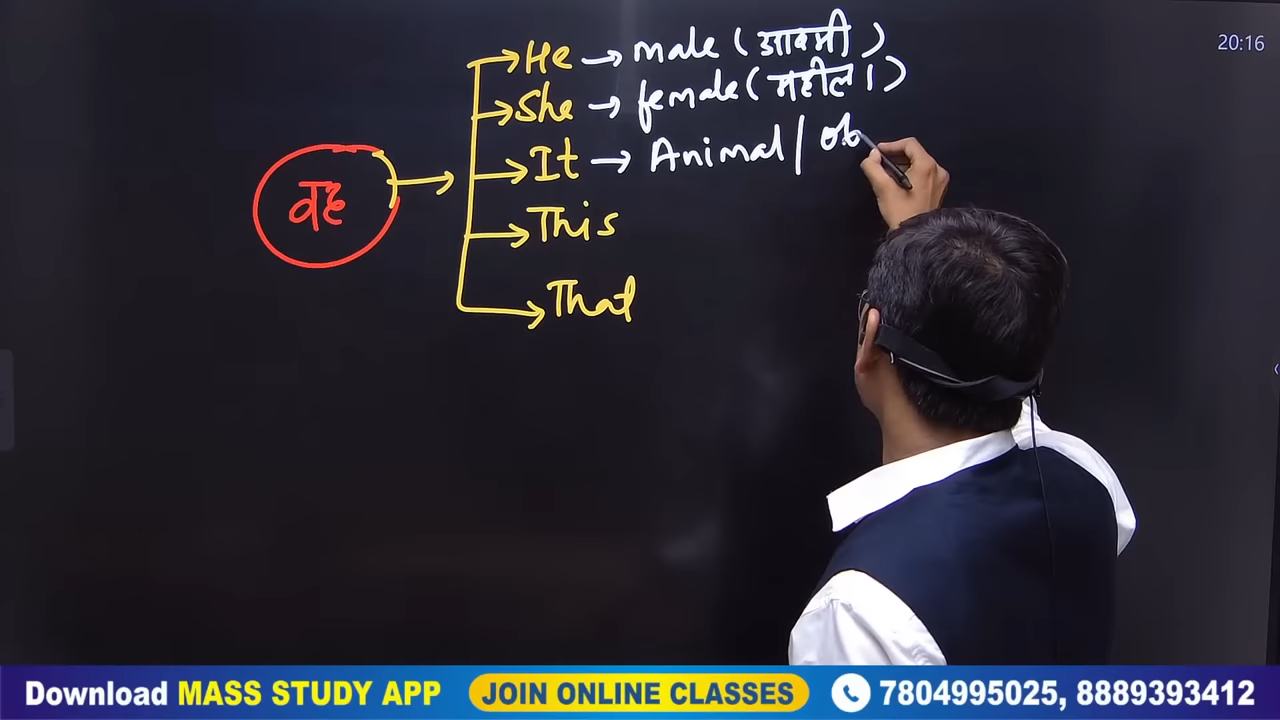 20:16
He → male (आदमी)
She → female (महीला)
वह → It → Animal / ob
This
That
Download MASS STUDY APP JOIN ONLINE CLASSES 7804995025, 8889393412